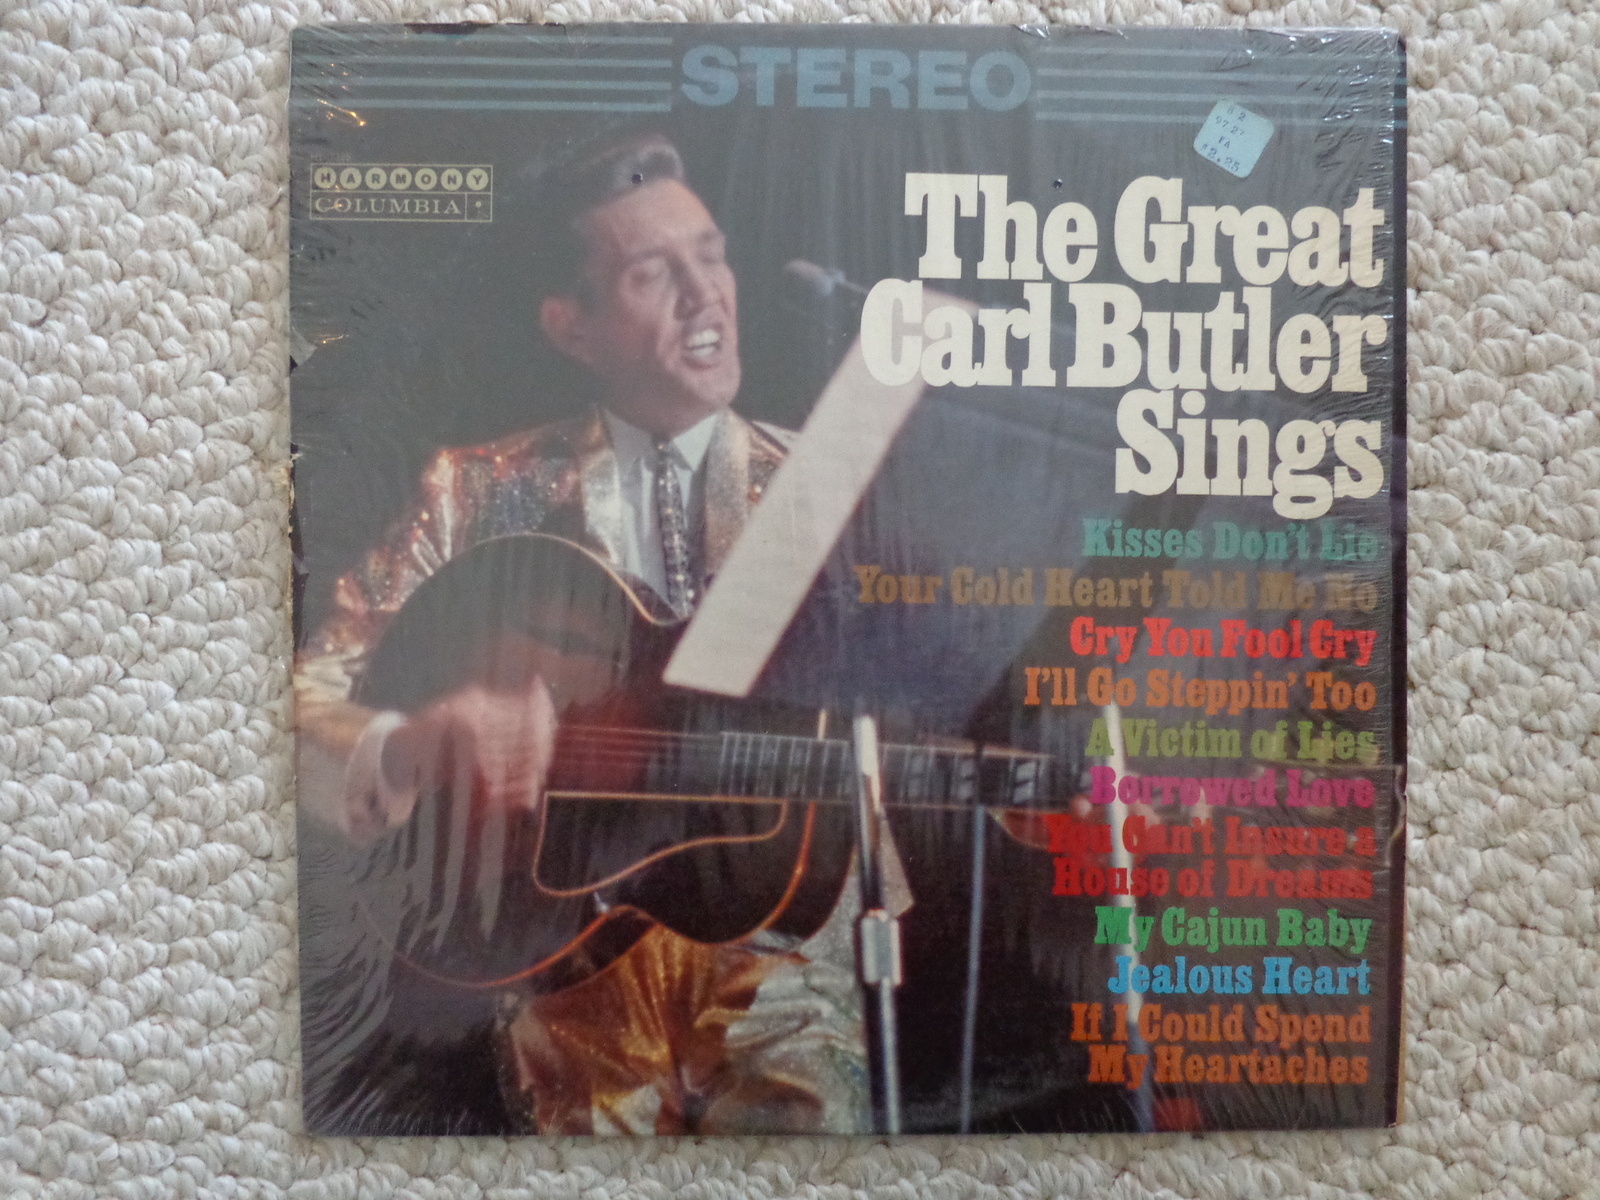 STEREO
HARMONY
COLUMBIA
$2.25
The Great
Carl Butler
Sings
Kisses Don't Lie
Your Cold Heart Told Me No
Cry You Fool Cry
I'll Go Steppin' Too
A Victim of Lies
Borrowed Love
You Can't Insure a
House of Dreams
My Cajun Baby
Jealous Heart
If I Could Spend
My Heartaches